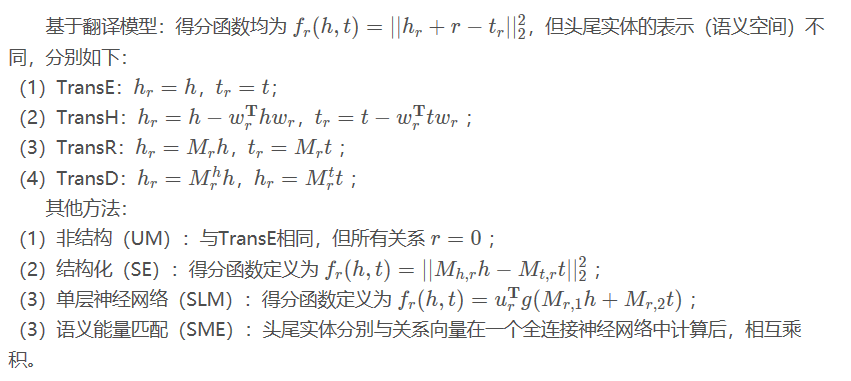 基于翻译模型：得分函数均为 $f_r(h,t)=||h_r+r-t_r||_2^2$，但头尾实体的表示（语义空间）不
同，分别如下：
（1）TransE：$h_r=h$，$t_r=t$；
（2）TransH：$h_r=h-w_r^{\mathbf{T}}hw_r$，$t_r=t-w_r^{\mathbf{T}}tw_r$ ；
（3）TransR：$h_r=M_rh$，$t_r=M_rt$ ；
（4）TransD：$h_r=M_r^hh$，$h_r=M_r^tt$ ；
其他方法：
（1）非结构（UM）：与TransE相同，但所有关系 $r=0$ ；
（2）结构化（SE）：得分函数定义为 $f_r(h,t)=||M_{h,r}h-M_{t,r}t||_2^2$ ；
（3）单层神经网络（SLM）：得分函数定义为 $f_r(h,t)=u_r^{\mathbf{T}}g(M_{r,1}h+M_{r,2}t)$ ；
（3）语义能量匹配（SME）：头尾实体分别与关系向量在一个全连接神经网络中计算后，相互乘
积。